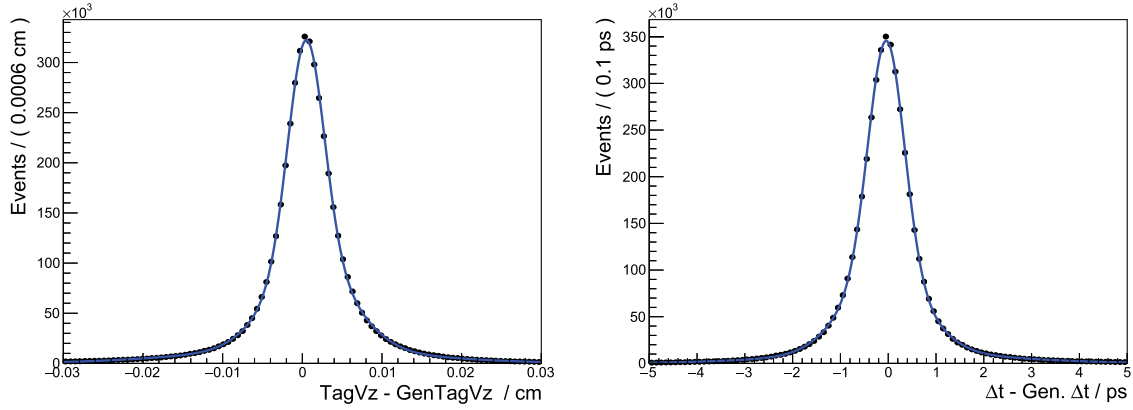 ×10³
Events / ( 0.0006 cm )
300
250
200
150
100
50
0
−0.03 −0.02 −0.01 0 0.01 0.02 0.03
TagVz - GenTagVz / cm
×10³
Events / ( 0.1 ps )
350
300
250
200
150
100
50
0
−5 −4 −3 −2 −1 0 1 2 3 4 5
Δt - Gen. Δt / ps